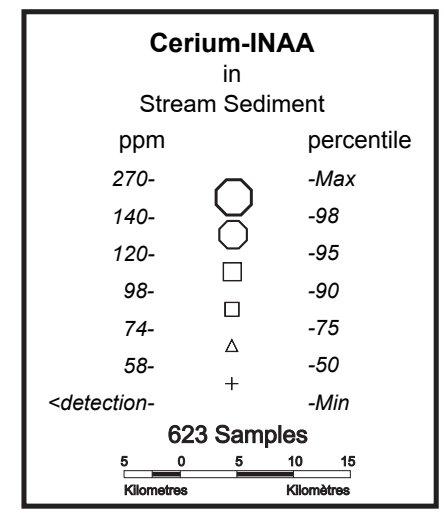 Cerium-INAA
in
Stream Sediment
ppm percentile
270- -Max
140- -98
120- -95
98- -90
74- -75
58- -50
<detection- -Min
623 Samples
5 0 5 10 15
Kilometres Kilomètres